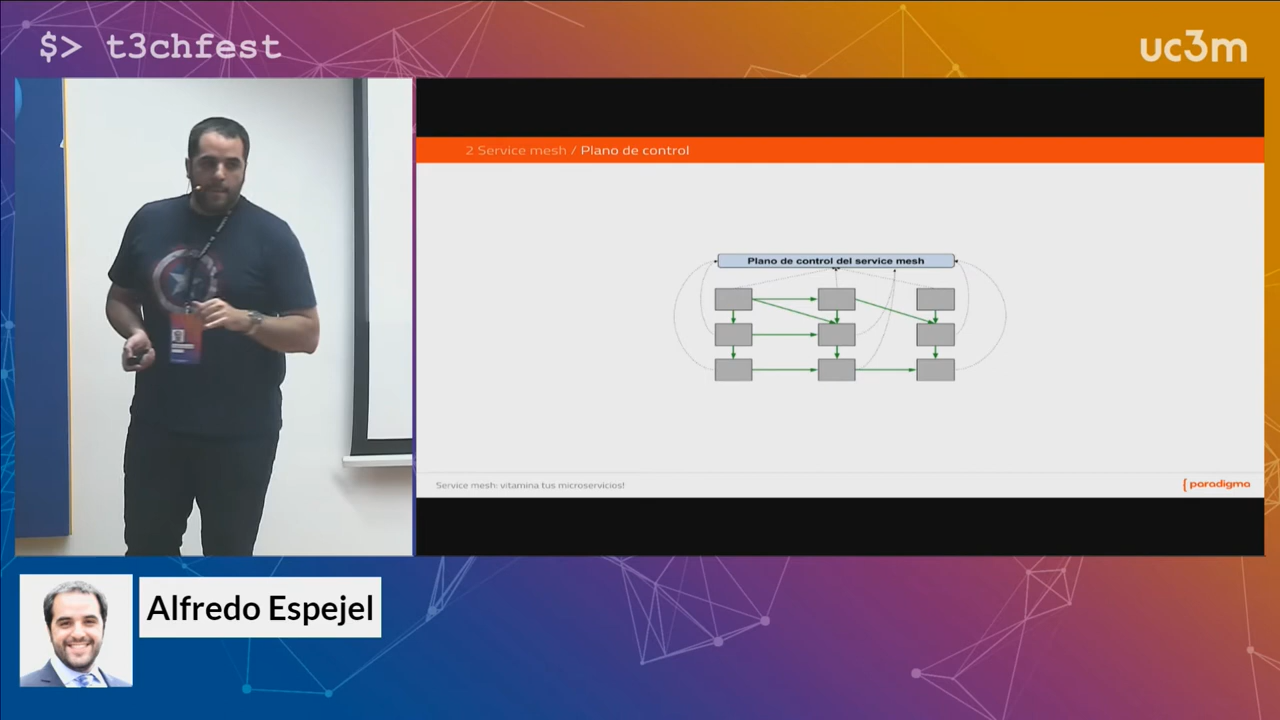 $> t3chfest
uc3m
2 Service mesh / Plano de control
Plano de control del service mesh
Service mesh: vitamina tus microservicios!
paradigma
Alfredo Espejel